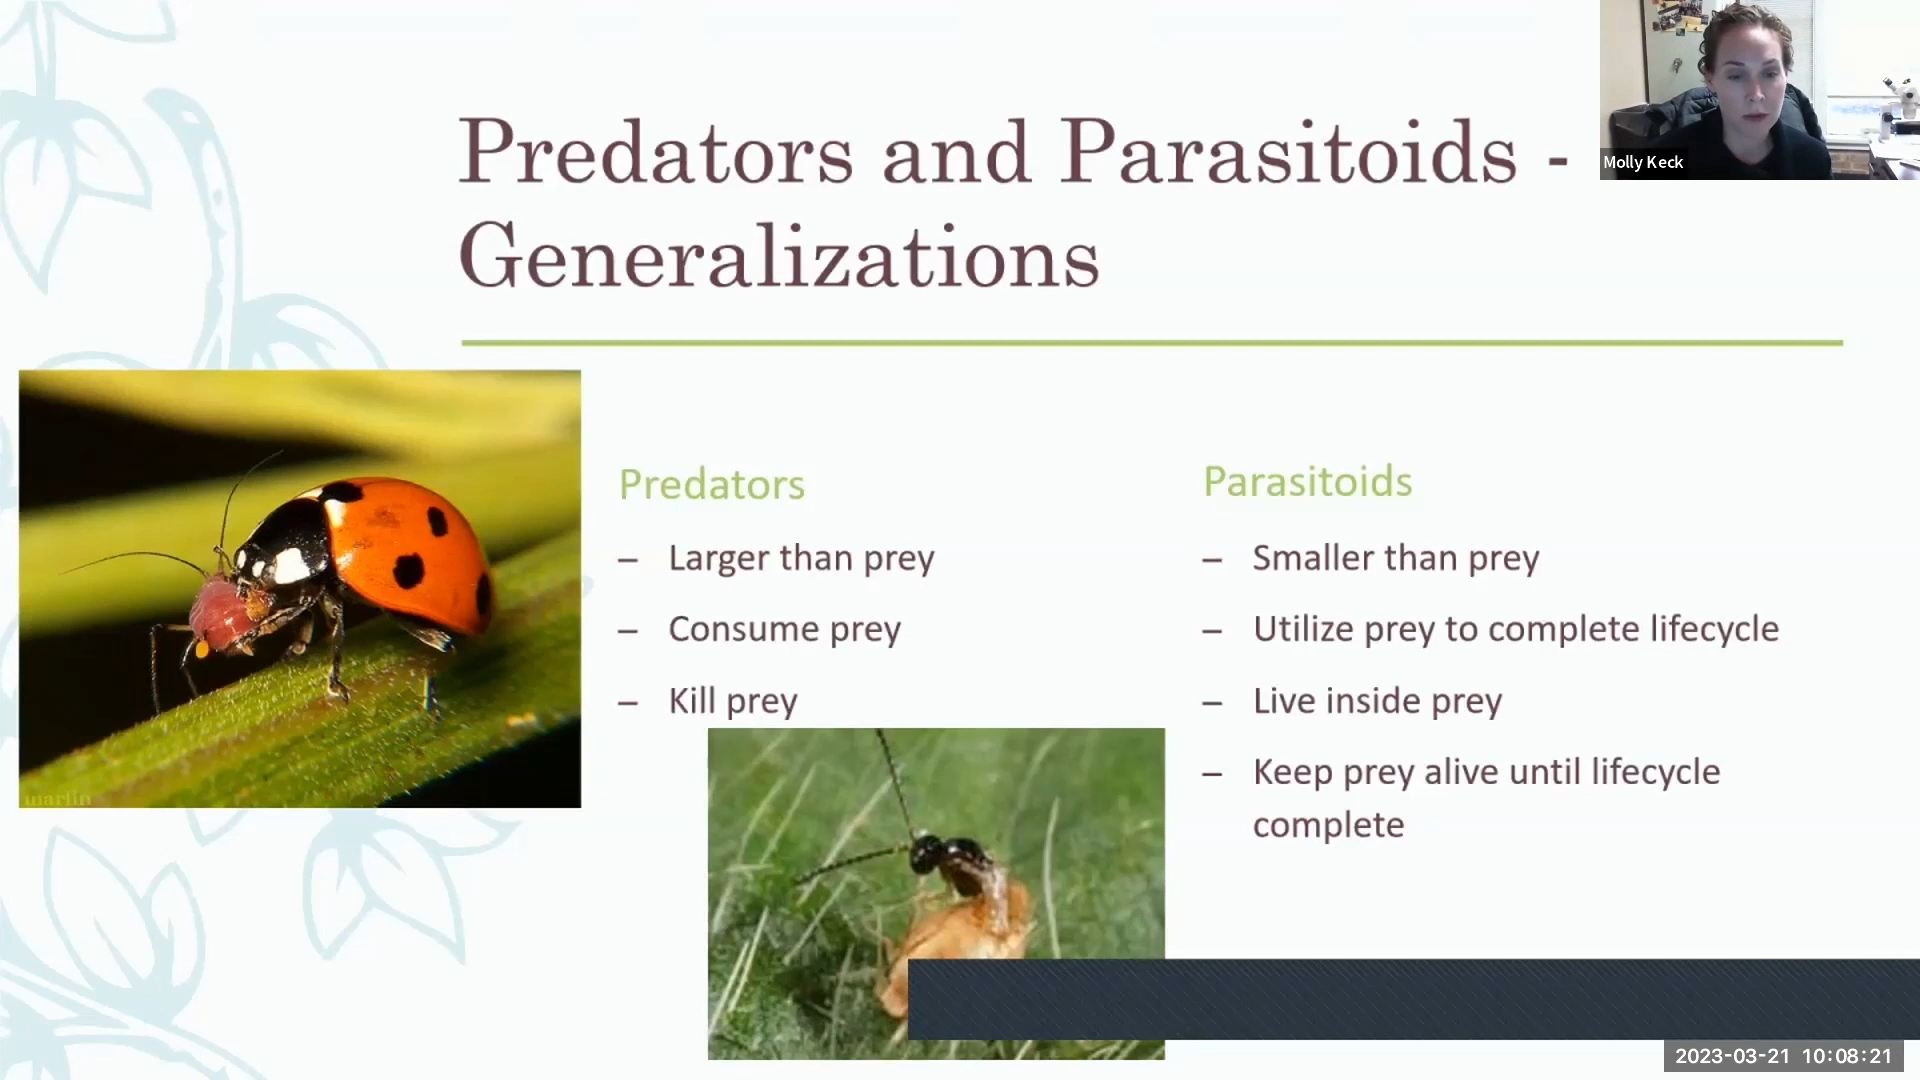 Predators and Parasitoids -
Generalizations
Molly Keck
Predators
– Larger than prey
– Consume prey
– Kill prey
Parasitoids
– Smaller than prey
– Utilize prey to complete lifecycle
– Live inside prey
– Keep prey alive until lifecycle
complete
marlin
2023-03-21 10:08:21